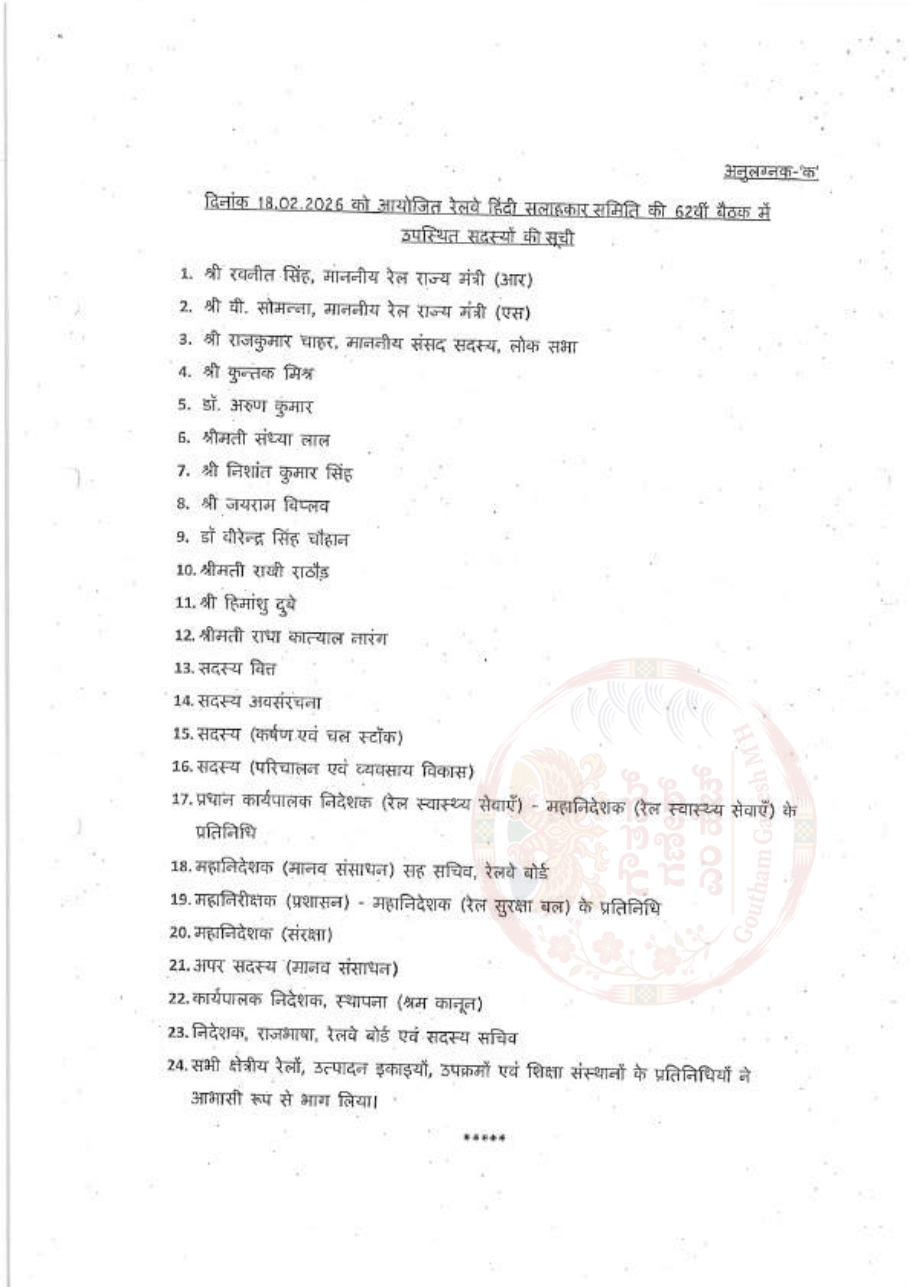 अनुलग्नक-'क'
दिनांक 18.02.2026 को आयोजित रेलवे हिंदी सलाहकार समिति की 62वीं बैठक में
उपस्थित सदस्यों की सूची
1. श्री रवनीत सिंह, माननीय रेल राज्य मंत्री (आर)
2. श्री वी. सोमन्ना, माननीय रेल राज्य मंत्री (एस)
3. श्री राजकुमार चाहर, माननीय संसद सदस्य, लोक सभा
4. श्री कुन्तक मिश्र
5. डॉ. अरुण कुमार
6. श्रीमती संध्या लाल
7. श्री निशांत कुमार सिंह
8. श्री जयराम विप्लव
9. डॉ वीरेन्द्र सिंह चौहान
10. श्रीमती राखी राठौड़
11. श्री हिमांशु दुबे
12. श्रीमती राधा कात्याल नारंग
13. सदस्य वित्त
14. सदस्य अवसंरचना
15. सदस्य (कर्षण एवं चल स्टॉक)
16. सदस्य (परिचालन एवं व्यवसाय विकास)
17. प्रधान कार्यपालक निदेशक (रेल स्वास्थ्य सेवाएँ) - महानिदेशक (रेल स्वास्थ्य सेवाएँ) के
प्रतिनिधि
18. महानिदेशक (मानव संसाधन) सह सचिव, रेलवे बोर्ड
19. महानिरीक्षक (प्रशासन) - महानिदेशक (रेल सुरक्षा बल) के प्रतिनिधि
20. महानिदेशक (संरक्षा)
21. अपर सदस्य (मानव संसाधन)
22. कार्यपालक निदेशक, स्थापना (श्रम कानून)
23. निदेशक, राजभाषा, रेलवे बोर्ड एवं सदस्य सचिव
24. सभी क्षेत्रीय रेलों, उत्पादन इकाइयों, उपक्रमों एवं शिक्षा संस्थानों के प्रतिनिधियों ने
आभासी रूप से भाग लिया।
*****
ಗೌತಮ್
ಗಣೇಶ್
ಎಂ ಹೆಚ್
Goutham Ganesh MH